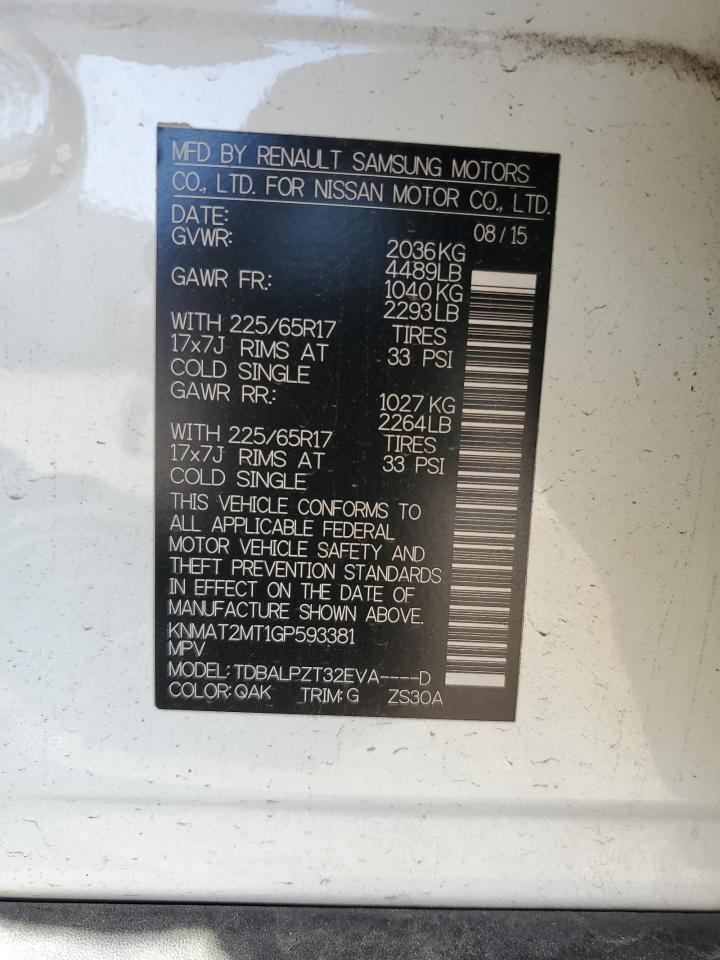 MFD BY RENAULT SAMSUNG MOTORS
CO., LTD. FOR NISSAN MOTOR CO., LTD.
DATE: 08/15
GVWR: 2036KG
4489LB
GAWR FR.: 1040 KG
2293LB
WITH 225/65R17 TIRES
17x7J RIMS AT 33 PSI
COLD SINGLE
GAWR RR.: 1027 KG
2264LB
WITH 225/65R17 TIRES
17x7J RIMS AT 33 PSI
COLD SINGLE
THIS VEHICLE CONFORMS TO
ALL APPLICABLE FEDERAL
MOTOR VEHICLE SAFETY AND
THEFT PREVENTION STANDARDS
IN EFFECT ON THE DATE OF
MANUFACTURE SHOWN ABOVE.
KNMAT2MT1GP593381
MPV
MODEL: TDBALPZT32EVA----D
COLOR: QAK TRIM: G ZS30A